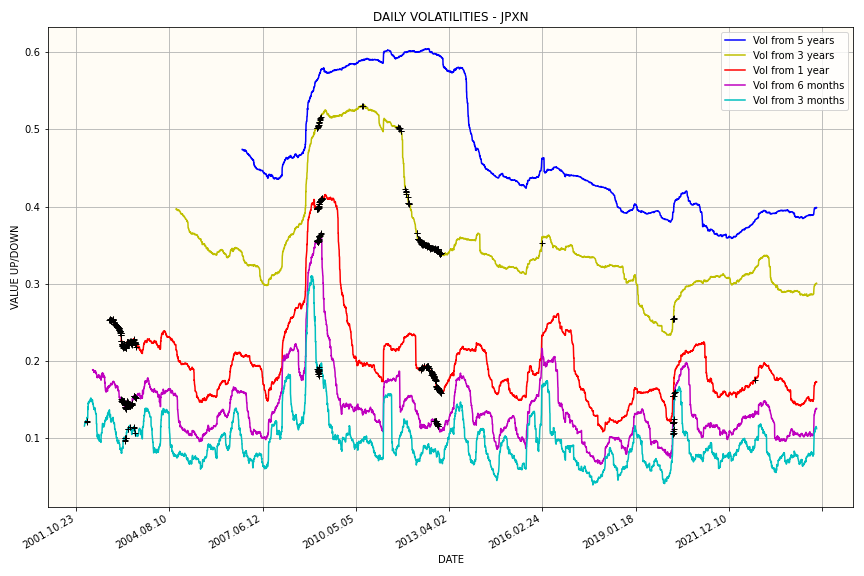 DAILY VOLATILITIES - JPXN
Vol from 5 years
Vol from 3 years
Vol from 1 year
Vol from 6 months
Vol from 3 months
VALUE UP/DOWN
0.6
0.5
0.4
0.3
0.2
0.1
2001.10.23
2004.08.10
2007.06.12
2010.05.05
2013.04.02
2016.02.24
2019.01.18
2021.12.10
DATE